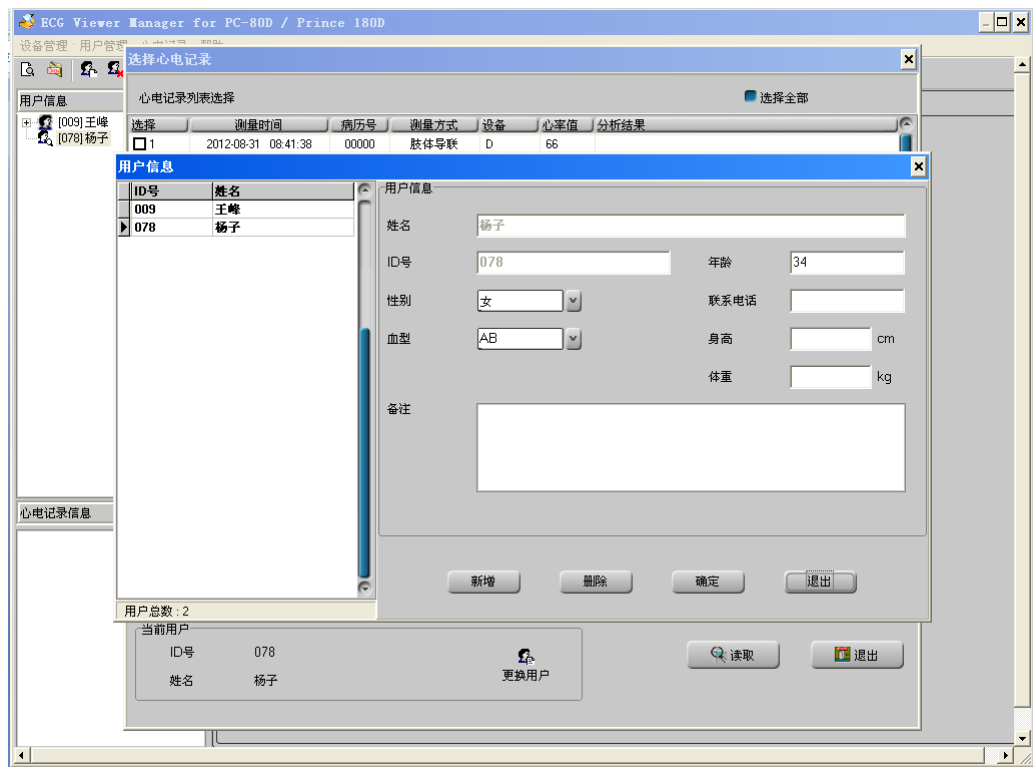 ECG Viewer Manager for PC-80D / Prince 180D
设备管理 用户管理 心电记录 帮助
选择心电记录
用户信息
[009]王峰
[078]杨子
心电记录列表选择 选择全部
选择 测量时间 病历号 测量方式 设备 心率值 分析结果
1 2012-08-31 08:41:38 00000 肢体导联 D 66
用户信息
ID号 姓名
009 王峰
078 杨子
用户总数 : 2
用户信息
姓名 杨子
ID号 078 年龄 34
性别 女 联系电话
血型 AB 身高 cm
体重 kg
备注
新增 删除 确定 退出
心电记录信息
当前用户
ID号 078
姓名 杨子
更换用户
读取 退出